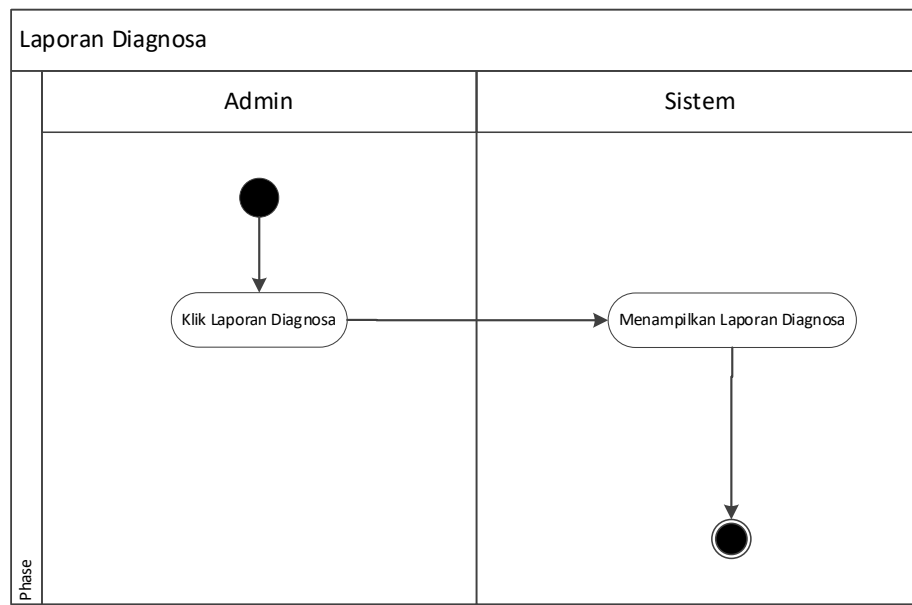 Laporan Diagnosa
Admin
Sistem
Klik Laporan Diagnosa
Menampilkan Laporan Diagnosa
Phase